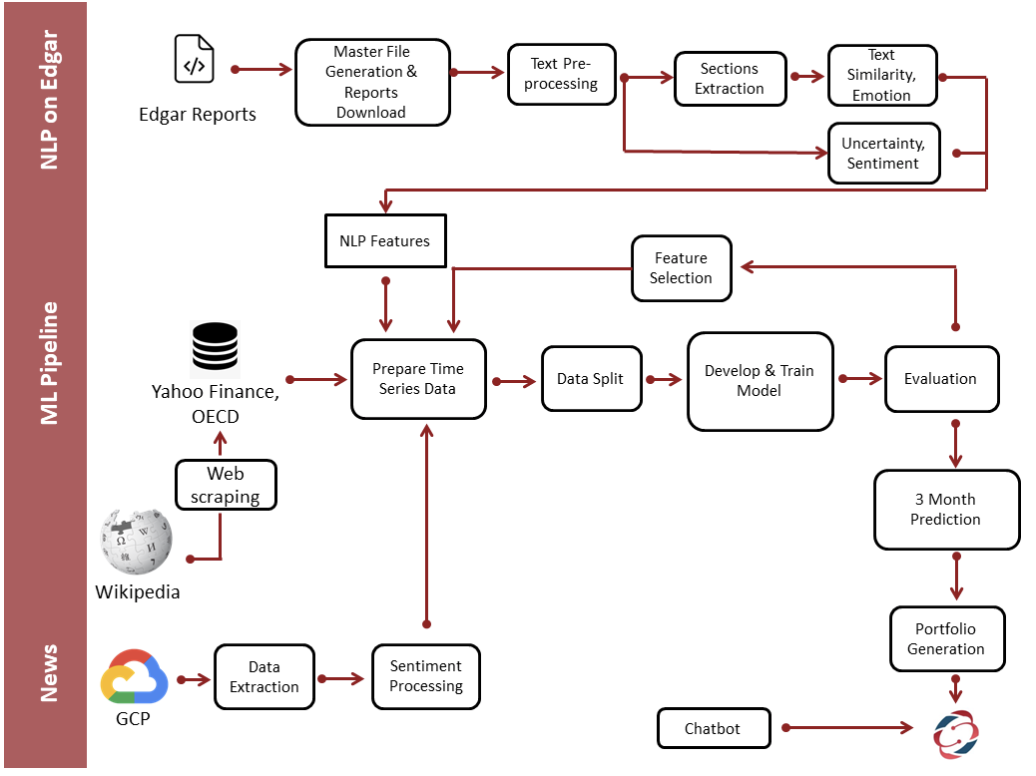 NLP on Edgar
Edgar Reports
Master File
Generation &
Reports
Download
Text Pre-
processing
Sections
Extraction
Text
Similarity,
Emotion
Uncertainty,
Sentiment
NLP Features
Feature
Selection
ML Pipeline
Yahoo Finance,
OECD
Prepare Time
Series Data
Data Split
Develop & Train
Model
Evaluation
Web
scraping
Wikipedia
3 Month
Prediction
Portfolio
Generation
News
GCP
Data
Extraction
Sentiment
Processing
Chatbot